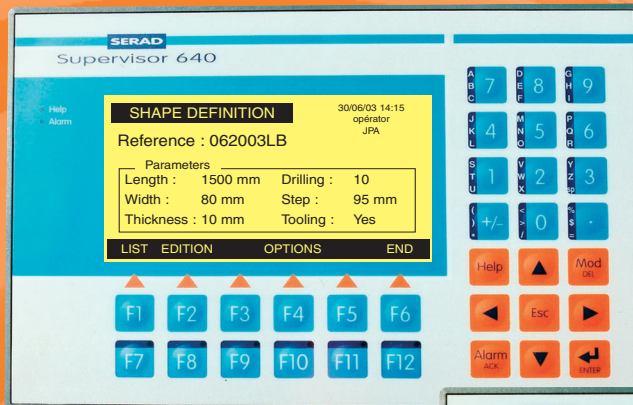 SERAD
Supervisor 640
Help
Alarm
SHAPE DEFINITION
30/06/03 14:15
opérator
JPA
Reference : 062003LB
Parameters
Length : 1500 mm Drilling : 10
Width : 80 mm Step : 95 mm
Thickness : 10 mm Tooling : Yes
LIST EDITION OPTIONS END
F1 F2 F3 F4 F5 F6
F7 F8 F9 F10 F11 F12
A B C 7 D E F 8 G H I 9
J K L 4 M N O 5 P Q R 6
S T U 1 V W X 2 Y Z sp 3
( ) * +/- < > / 0 % $ = .
Help Mod DEL
Esc
Alarm ACK ENTER